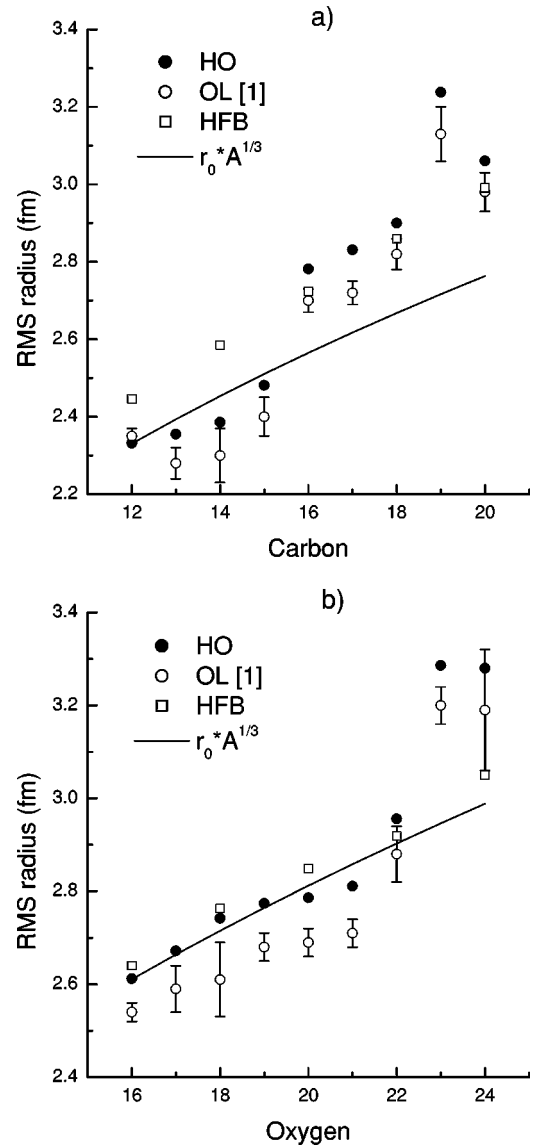 a)
3.4
3.2
3.0
2.8
2.6
2.4
2.2
RMS radius (fm)
HO
OL [1]
HFB
r₀*A^1/3
12 14 16 18 20
Carbon
b)
3.4
3.2
3.0
2.8
2.6
2.4
RMS radius (fm)
HO
OL [1]
HFB
r₀*A^1/3
16 18 20 22 24
Oxygen